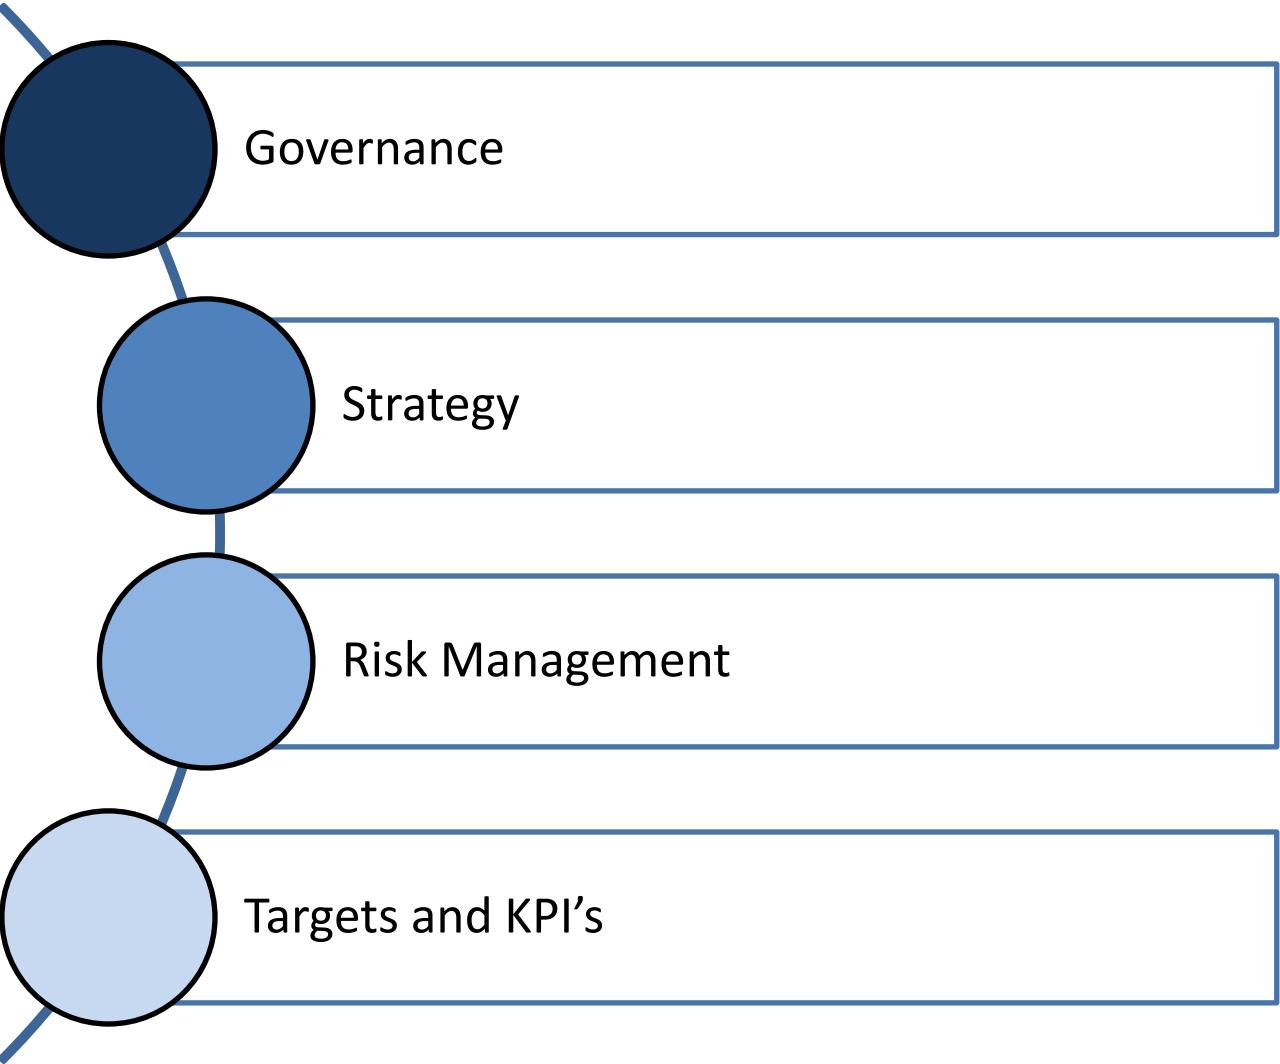 Governance
Strategy
Risk Management
Targets and KPI’s